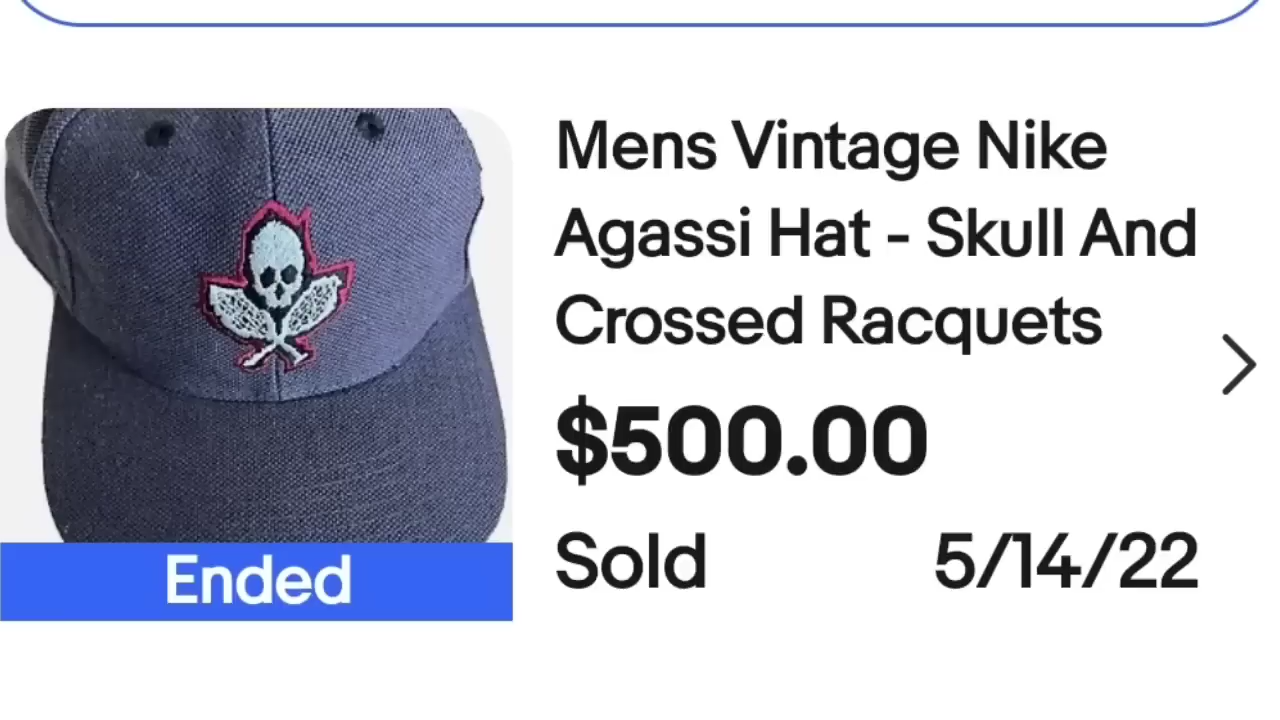 Mens Vintage Nike
Agassi Hat - Skull And
Crossed Racquets
$500.00
Sold 5/14/22
Ended